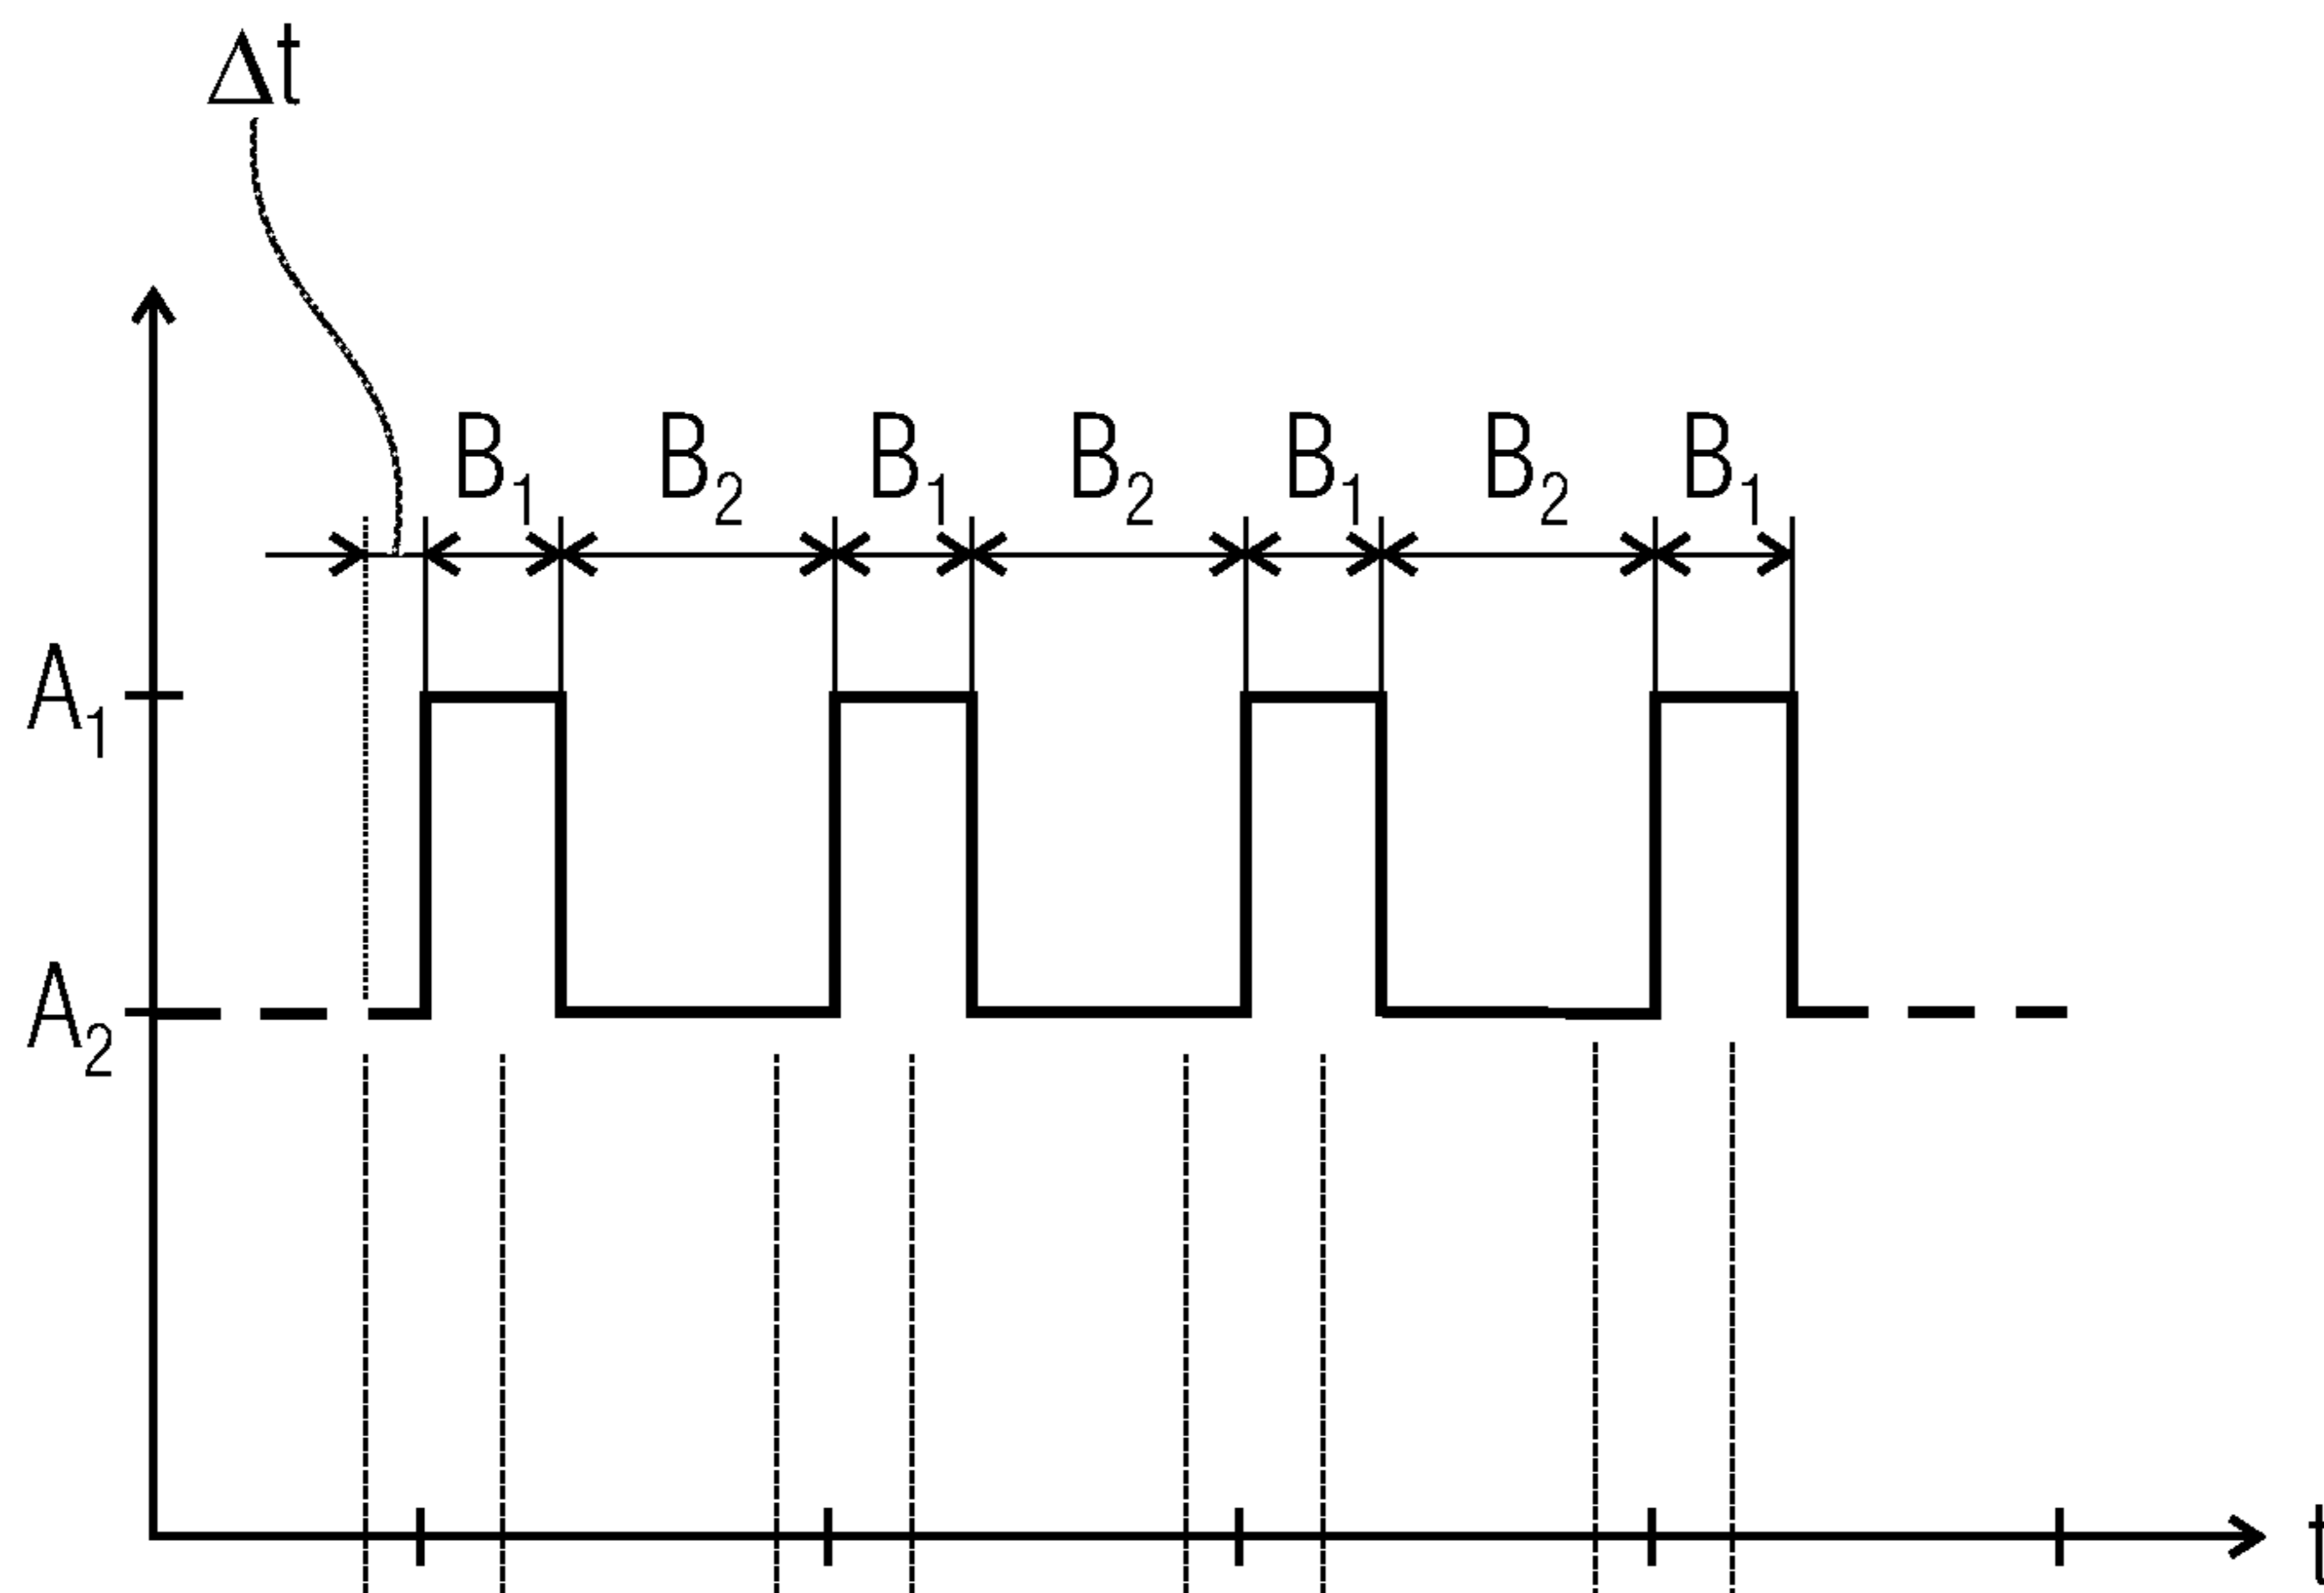 Δt
B₁ B₂ B₁ B₂ B₁ B₂ B₁
A₁
A₂
t